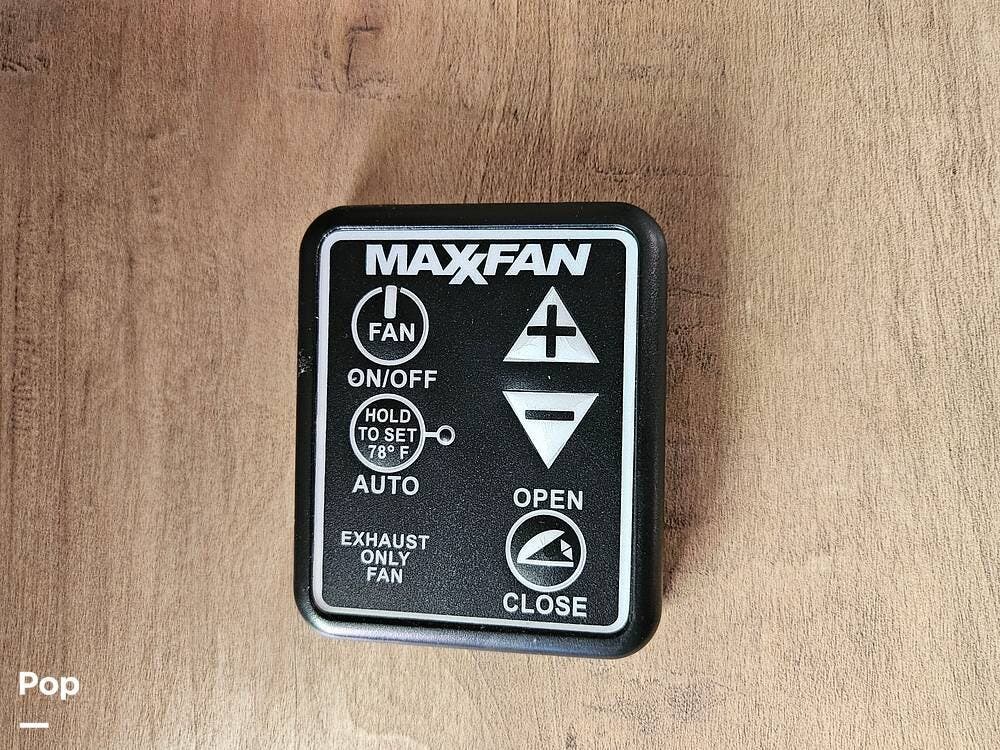 MAXXFAN
FAN
ON/OFF
HOLD
TO SET
78° F
AUTO
EXHAUST
ONLY
FAN
+
−
OPEN
CLOSE
Pop